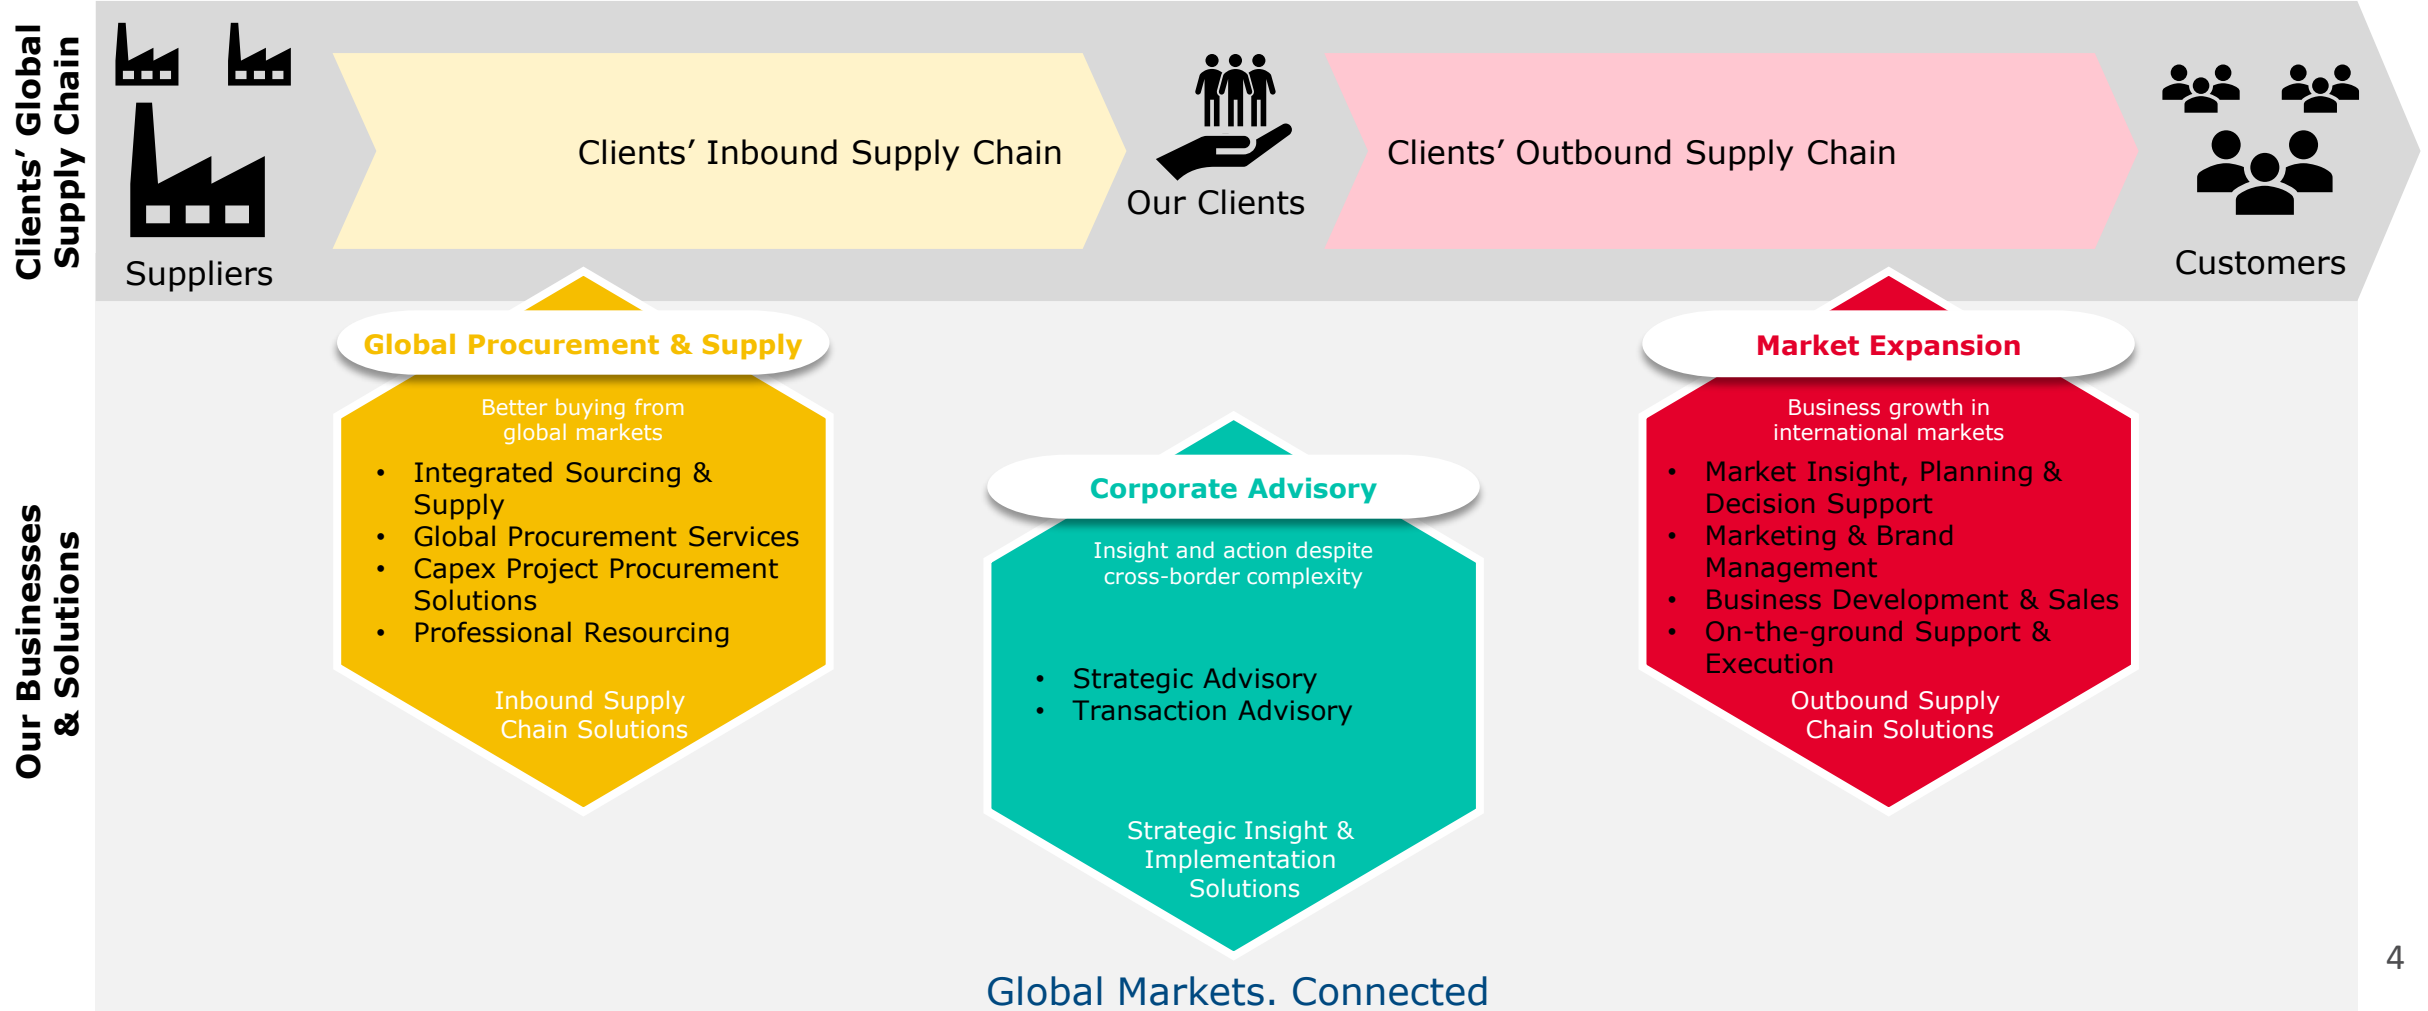 Clients’ Global
Supply Chain
Suppliers
Clients’ Inbound Supply Chain
Our Clients
Clients’ Outbound Supply Chain
Customers
Our Businesses
& Solutions
Global Procurement & Supply
Better buying from
global markets
• Integrated Sourcing &
Supply
• Global Procurement Services
• Capex Project Procurement
Solutions
• Professional Resourcing
Inbound Supply
Chain Solutions
Corporate Advisory
Insight and action despite
cross-border complexity
• Strategic Advisory
• Transaction Advisory
Strategic Insight &
Implementation
Solutions
Market Expansion
Business growth in
international markets
• Market Insight, Planning &
Decision Support
• Marketing & Brand
Management
• Business Development & Sales
• On-the-ground Support &
Execution
Outbound Supply
Chain Solutions
Global Markets. Connected
4